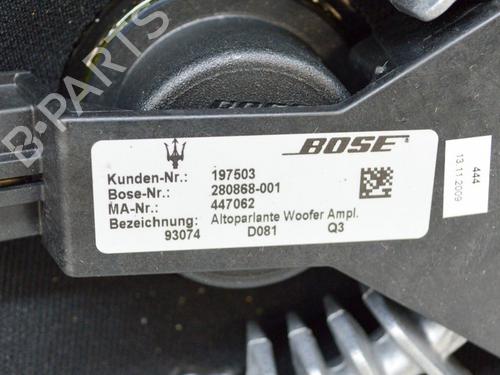 B-PARTS
BOSE
BOSE
Kunden-Nr.: 197503
Bose-Nr.: 280868-001
MA-Nr.: 447062
Bezeichnung: Altoparlante Woofer Ampl.
93074 D081 Q3
444
13.11.2009